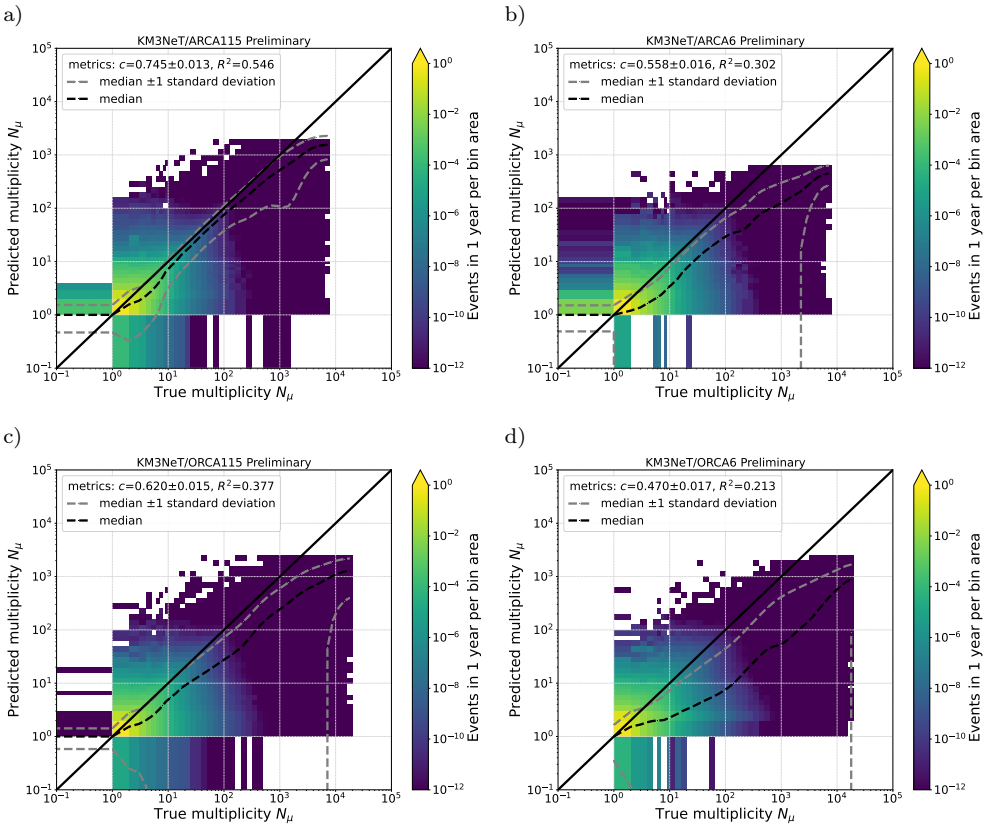 a)
KM3NeT/ARCA115 Preliminary
metrics: c=0.745±0.013, R²=0.546
median ±1 standard deviation
median
10⁵
10⁴
10³
10²
10¹
10⁰
10⁻¹
Predicted multiplicity Nμ
10⁻¹ 10⁰ 10¹ 10² 10³ 10⁴ 10⁵
True multiplicity Nμ
10⁰
10⁻²
10⁻⁴
10⁻⁶
10⁻⁸
10⁻¹⁰
10⁻¹²
Events in 1 year per bin area
b)
KM3NeT/ARCA6 Preliminary
metrics: c=0.558±0.016, R²=0.302
median ±1 standard deviation
median
10⁵
10⁴
10³
10²
10¹
10⁰
10⁻¹
Predicted multiplicity Nμ
10⁻¹ 10⁰ 10¹ 10² 10³ 10⁴ 10⁵
True multiplicity Nμ
10⁰
10⁻²
10⁻⁴
10⁻⁶
10⁻⁸
10⁻¹⁰
10⁻¹²
Events in 1 year per bin area
c)
KM3NeT/ORCA115 Preliminary
metrics: c=0.620±0.015, R²=0.377
median ±1 standard deviation
median
10⁵
10⁴
10³
10²
10¹
10⁰
10⁻¹
Predicted multiplicity Nμ
10⁻¹ 10⁰ 10¹ 10² 10³ 10⁴ 10⁵
True multiplicity Nμ
10⁰
10⁻²
10⁻⁴
10⁻⁶
10⁻⁸
10⁻¹⁰
10⁻¹²
Events in 1 year per bin area
d)
KM3NeT/ORCA6 Preliminary
metrics: c=0.470±0.017, R²=0.213
median ±1 standard deviation
median
10⁵
10⁴
10³
10²
10¹
10⁰
10⁻¹
Predicted multiplicity Nμ
10⁻¹ 10⁰ 10¹ 10² 10³ 10⁴ 10⁵
True multiplicity Nμ
10⁰
10⁻²
10⁻⁴
10⁻⁶
10⁻⁸
10⁻¹⁰
10⁻¹²
Events in 1 year per bin area